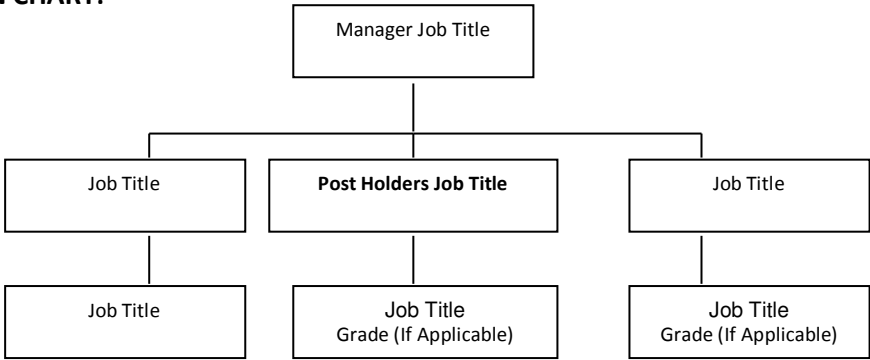 CHART:
Manager Job Title
Job Title
Post Holders Job Title
Job Title
Job Title
Job Title
Grade (If Applicable)
Job Title
Grade (If Applicable)